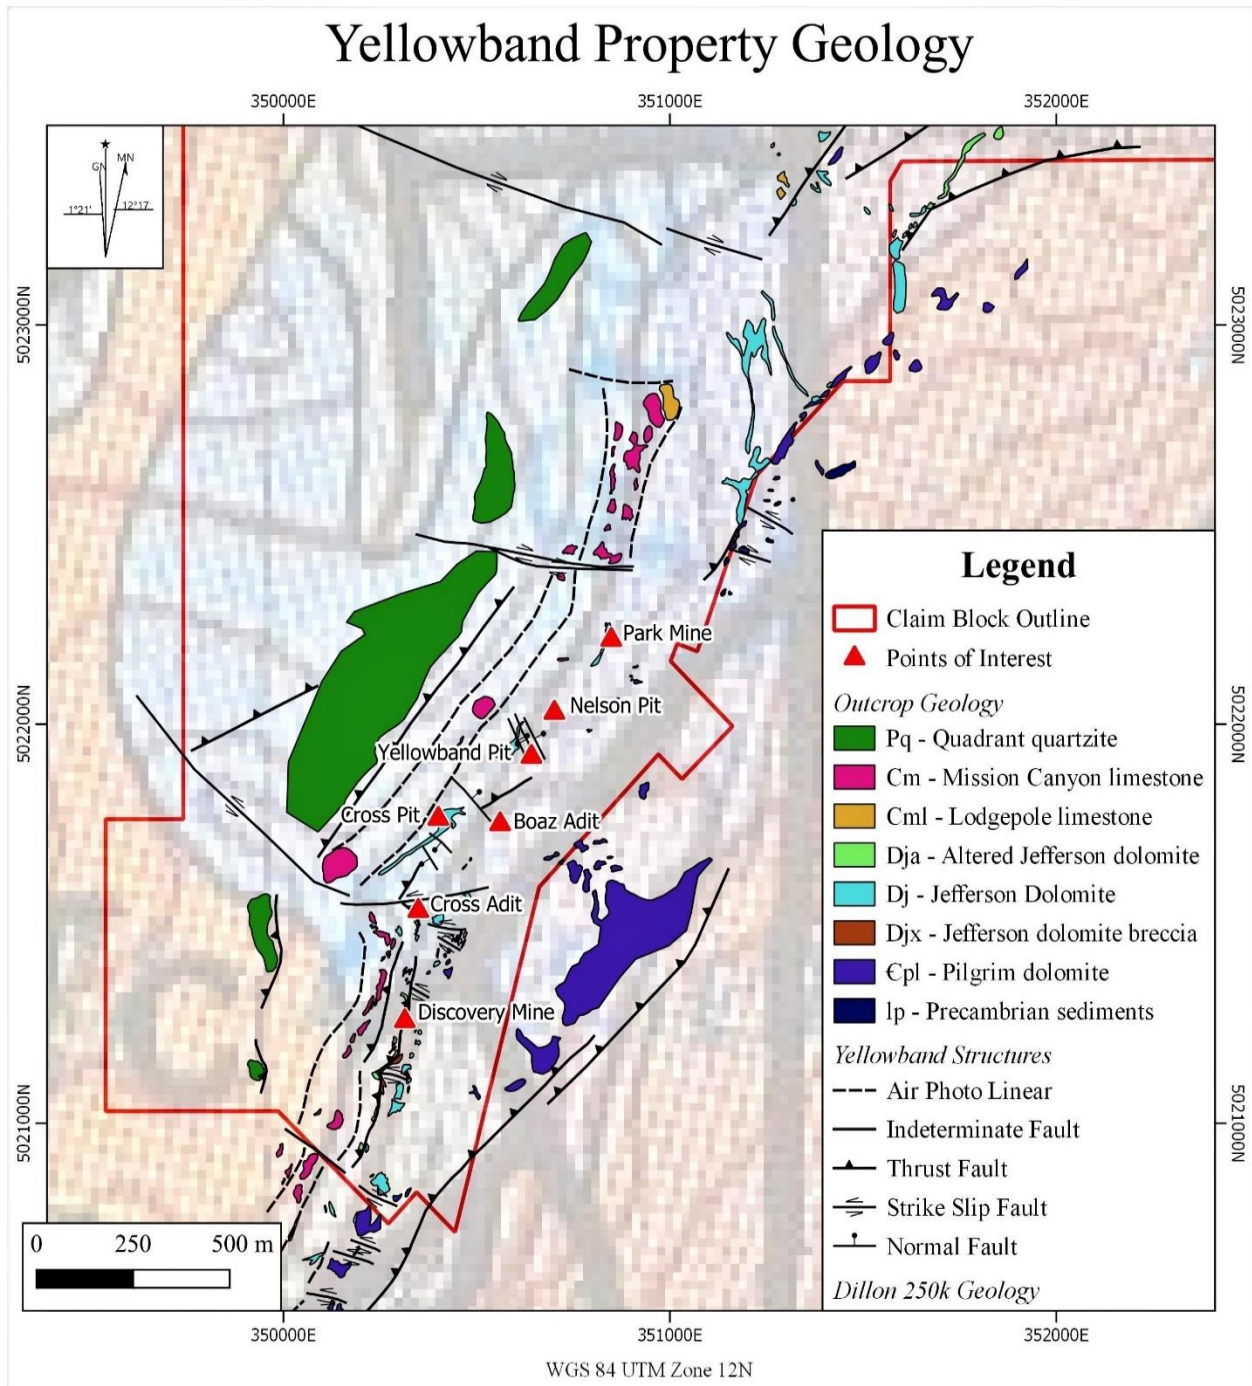 Yellowband Property Geology
350000E
351000E
352000E
GN
MN
1°21'
12°17'
5023000N
5023000N
Park Mine
Nelson Pit
Yellowband Pit
Cross Pit
Boaz Adit
Cross Adit
Discovery Mine
5022000N
5022000N
5021000N
5021000N
Legend
Claim Block Outline
Points of Interest
Outcrop Geology
Pq - Quadrant quartzite
Cm - Mission Canyon limestone
Cml - Lodgepole limestone
Dja - Altered Jefferson dolomite
Dj - Jefferson Dolomite
Djx - Jefferson dolomite breccia
Єpl - Pilgrim dolomite
lp - Precambrian sediments
Yellowband Structures
Air Photo Linear
Indeterminate Fault
Thrust Fault
Strike Slip Fault
Normal Fault
Dillon 250k Geology
0 250 500 m
350000E
351000E
352000E
WGS 84 UTM Zone 12N